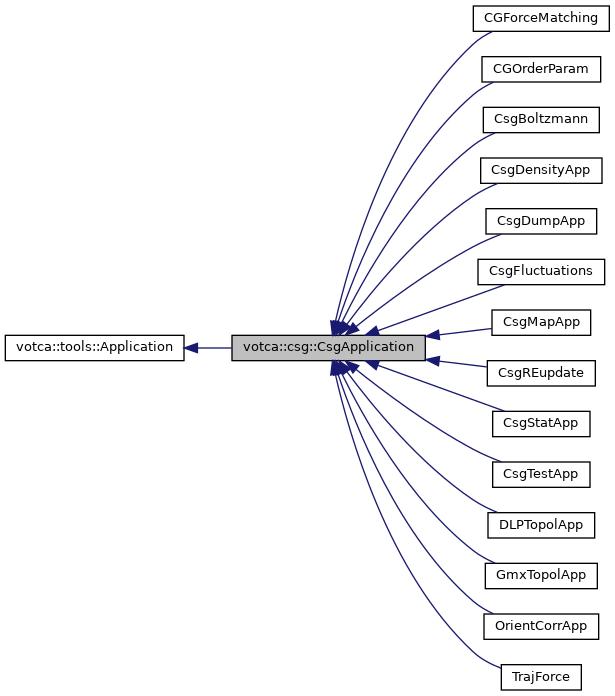 CGForceMatching
CGOrderParam
CsgBoltzmann
CsgDensityApp
CsgDumpApp
CsgFluctuations
CsgMapApp
votca::tools::Application
votca::csg::CsgApplication
CsgREupdate
CsgStatApp
CsgTestApp
DLPTopolApp
GmxTopolApp
OrientCorrApp
TrajForce